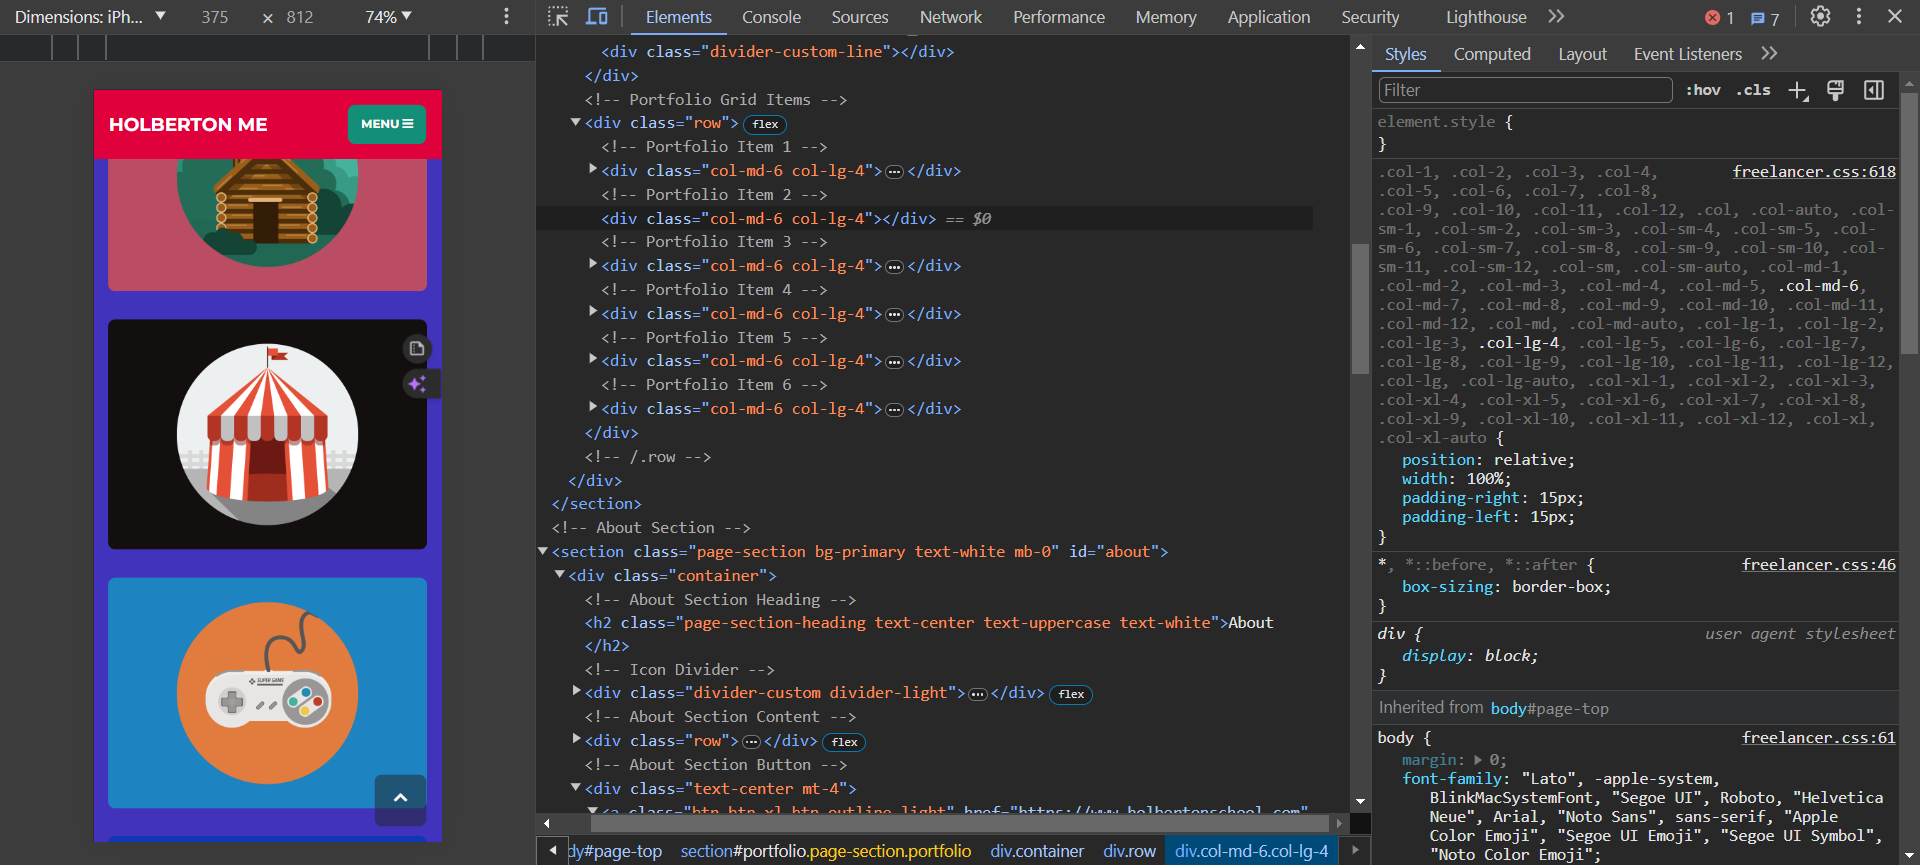 Dimensions: iPh... ▼ 375 × 812 74% ▼
Elements Console Sources Network Performance Memory Application Security Lighthouse 1 7
HOLBERTON ME
MENU
SUPER GAME
<div class="divider-custom-line"></div>
</div>
<!-- Portfolio Grid Items -->
<div class="row"> flex
<!-- Portfolio Item 1 -->
<div class="col-md-6 col-lg-4">…</div>
<!-- Portfolio Item 2 -->
<div class="col-md-6 col-lg-4"></div> == $0
<!-- Portfolio Item 3 -->
<div class="col-md-6 col-lg-4">…</div>
<!-- Portfolio Item 4 -->
<div class="col-md-6 col-lg-4">…</div>
<!-- Portfolio Item 5 -->
<div class="col-md-6 col-lg-4">…</div>
<!-- Portfolio Item 6 -->
<div class="col-md-6 col-lg-4">…</div>
</div>
<!-- /.row -->
</div>
</section>
<!-- About Section -->
<section class="page-section bg-primary text-white mb-0" id="about">
<div class="container">
<!-- About Section Heading -->
<h2 class="page-section-heading text-center text-uppercase text-white">About
</h2>
<!-- Icon Divider -->
<div class="divider-custom divider-light">…</div> flex
<!-- About Section Content -->
<div class="row">…</div> flex
<!-- About Section Button -->
<div class="text-center mt-4">
<a class="btn btn-xl btn-outline-light" href="https://www.holbertonschool.com"
dy#page-top section#portfolio.page-section.portfolio div.container div.row div.col-md-6.col-lg-4
Styles Computed Layout Event Listeners
Filter :hov .cls
element.style {
}
.col-1, .col-2, .col-3, .col-4, freelancer.css:618
.col-5, .col-6, .col-7, .col-8,
.col-9, .col-10, .col-11, .col-12, .col, .col-auto, .col-
sm-1, .col-sm-2, .col-sm-3, .col-sm-4, .col-sm-5, .col-
sm-6, .col-sm-7, .col-sm-8, .col-sm-9, .col-sm-10, .col-
sm-11, .col-sm-12, .col-sm, .col-sm-auto, .col-md-1,
.col-md-2, .col-md-3, .col-md-4, .col-md-5, .col-md-6,
.col-md-7, .col-md-8, .col-md-9, .col-md-10, .col-md-11,
.col-md-12, .col-md, .col-md-auto, .col-lg-1, .col-lg-2,
.col-lg-3, .col-lg-4, .col-lg-5, .col-lg-6, .col-lg-7,
.col-lg-8, .col-lg-9, .col-lg-10, .col-lg-11, .col-lg-12,
.col-lg, .col-lg-auto, .col-xl-1, .col-xl-2, .col-xl-3,
.col-xl-4, .col-xl-5, .col-xl-6, .col-xl-7, .col-xl-8,
.col-xl-9, .col-xl-10, .col-xl-11, .col-xl-12, .col-xl,
.col-xl-auto {
position: relative;
width: 100%;
padding-right: 15px;
padding-left: 15px;
}
*, *::before, *::after { freelancer.css:46
box-sizing: border-box;
}
div { user agent stylesheet
display: block;
}
Inherited from body#page-top
body { freelancer.css:61
margin: ▶ 0;
font-family: "Lato", -apple-system,
BlinkMacSystemFont, "Segoe UI", Roboto, "Helvetica
Neue", Arial, "Noto Sans", sans-serif, "Apple
Color Emoji", "Segoe UI Emoji", "Segoe UI Symbol",
"Noto Color Emoji";